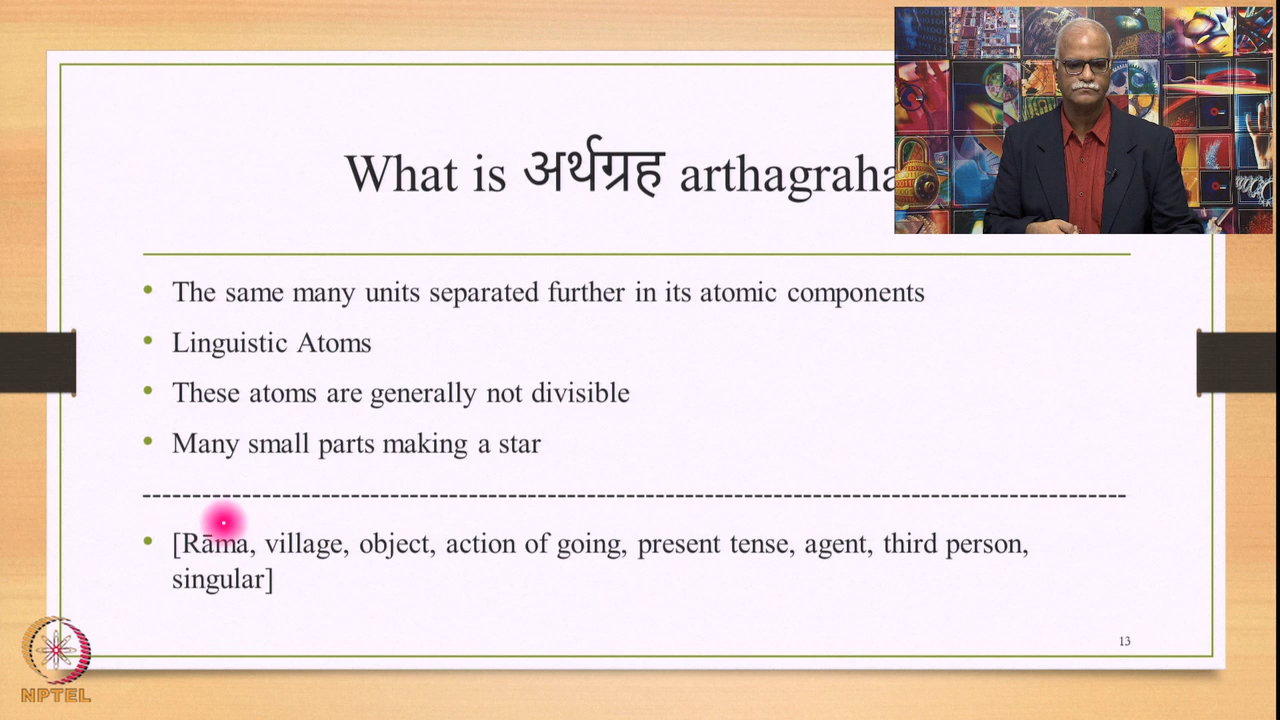 What is अर्थग्रह arthagraha
The same many units separated further in its atomic components
Linguistic Atoms
These atoms are generally not divisible
Many small parts making a star
[Rāma, village, object, action of going, present tense, agent, third person,
singular]
13
NPTEL